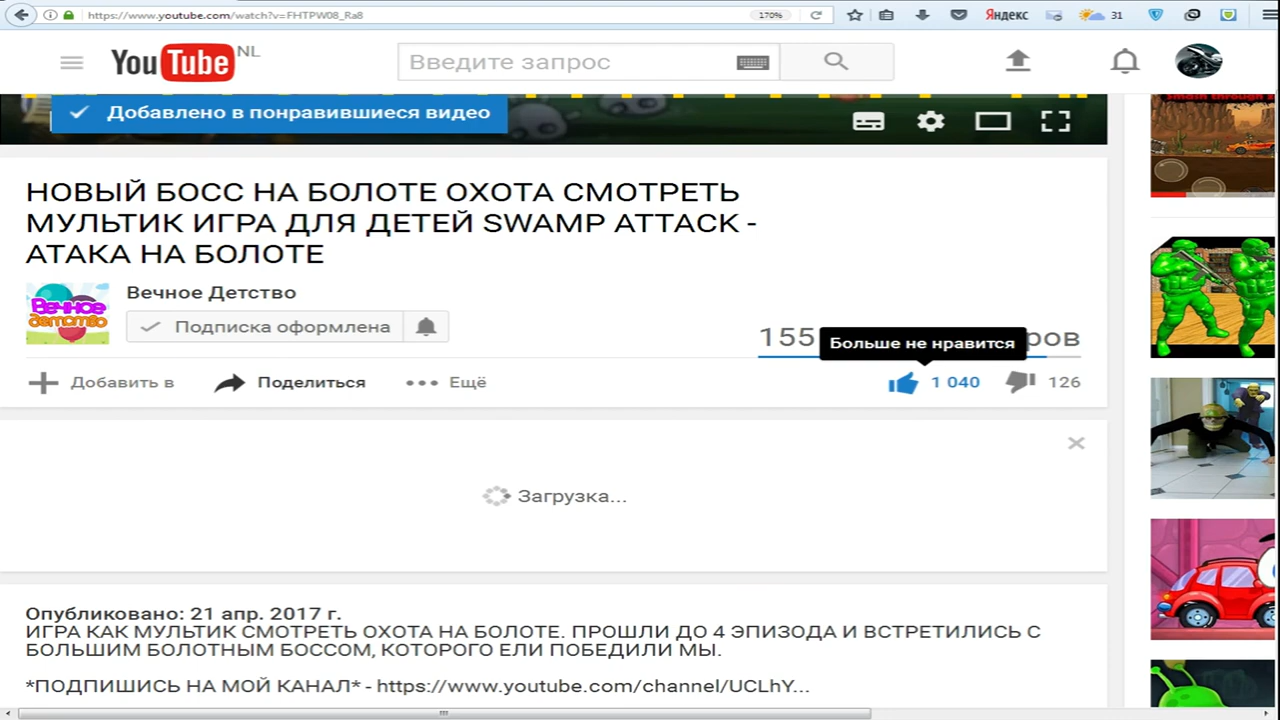 https://www.youtube.com/watch?v=FHTPW08_Ra8
170%
Яндекс
31
YouTube NL
Введите запрос
Добавлено в понравившиеся видео
НОВЫЙ БОСС НА БОЛОТЕ ОХОТА СМОТРЕТЬ
МУЛЬТИК ИГРА ДЛЯ ДЕТЕЙ SWAMP ATTACK -
АТАКА НА БОЛОТЕ
Вечное детство
Вечное Детство
Подписка оформлена
155
ров
Больше не нравится
Добавить в
Поделиться
Ещё
1 040
126
Загрузка...
Опубликовано: 21 апр. 2017 г.
ИГРА КАК МУЛЬТИК СМОТРЕТЬ ОХОТА НА БОЛОТЕ. ПРОШЛИ ДО 4 ЭПИЗОДА И ВСТРЕТИЛИСЬ С
БОЛЬШИМ БОЛОТНЫМ БОССОМ, КОТОРОГО ЕЛИ ПОБЕДИЛИ МЫ.
*ПОДПИШИСЬ НА МОЙ КАНАЛ* - https://www.youtube.com/channel/UCLhY...